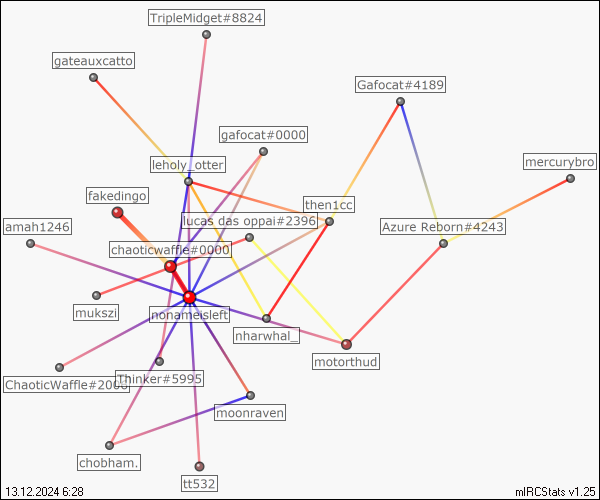 TripleMidget#8824
gateauxcatto
Gafocat#4189
gafocat#0000
mercurybro
leholy_otter
fakedingo
then1cc
lucas das oppai#2396
amah1246
Azure Reborn#4243
chaoticwaffle#0000
mukszi
nonameisleft
nharwhal_
motorthud
Thinker#5995
moonraven
chobham.
tt532
13.12.2024 6:28
mIRCStats v1.25